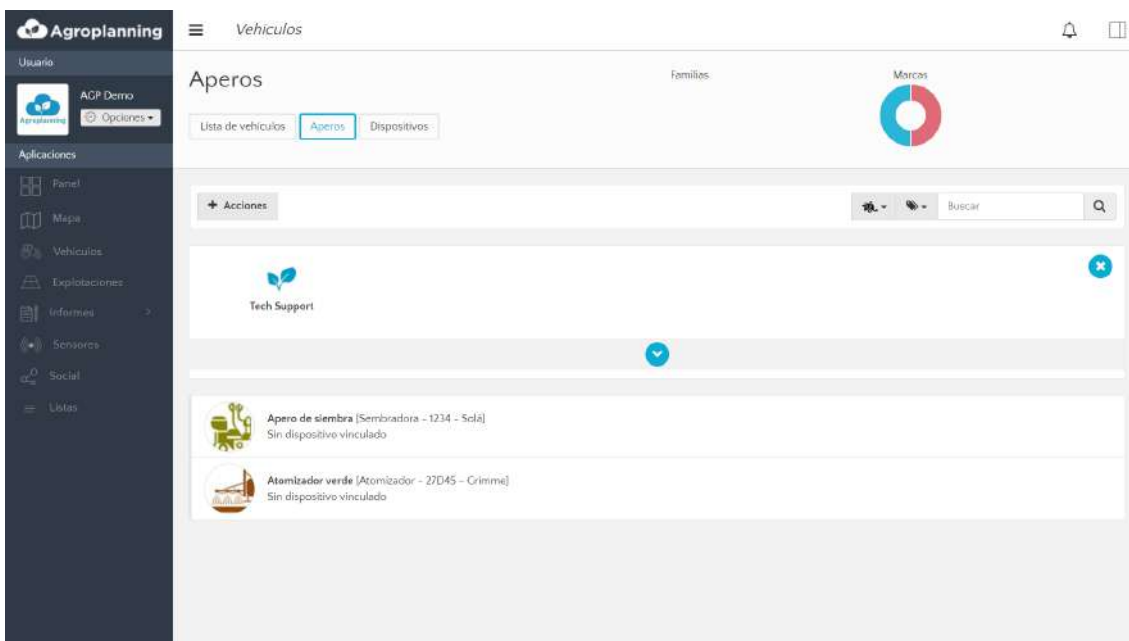 Agroplanning
Vehiculos
Usuario
AGP Demo
Opciones
Agroplanning
Aplicaciones
Panel
Mapa
Vehiculos
Explotaciones
Informes
Sensores
Social
Listas
Aperos
Familias
Marcas
Lista de vehículos
Aperos
Dispositivos
+ Acciones
Buscar
Tech Support
Apero de siembra [Sembradora - 1234 - Solá]
Sin dispositivo vinculado
Atomizador verde [Atomizador - 27D45 - Grimme]
Sin dispositivo vinculado